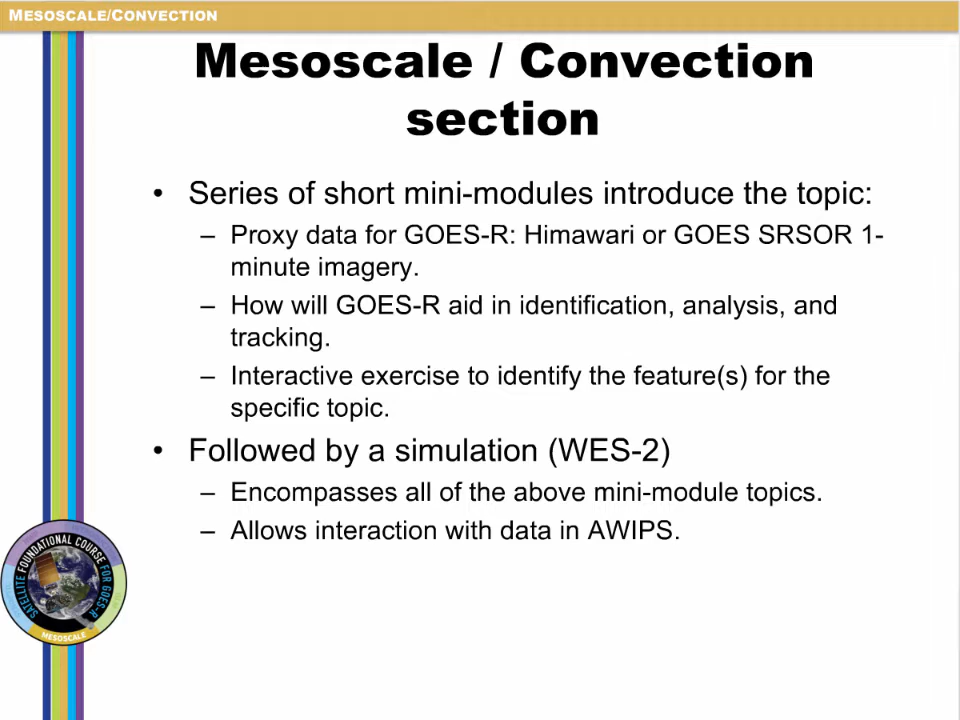 MESOSCALE/CONVECTION
Mesoscale / Convection
section
• Series of short mini-modules introduce the topic:
– Proxy data for GOES-R: Himawari or GOES SRSOR 1-
minute imagery.
– How will GOES-R aid in identification, analysis, and
tracking.
– Interactive exercise to identify the feature(s) for the
specific topic.
• Followed by a simulation (WES-2)
– Encompasses all of the above mini-module topics.
– Allows interaction with data in AWIPS.
SATELLITE FOUNDATIONAL COURSE FOR GOES-R
MESOSCALE